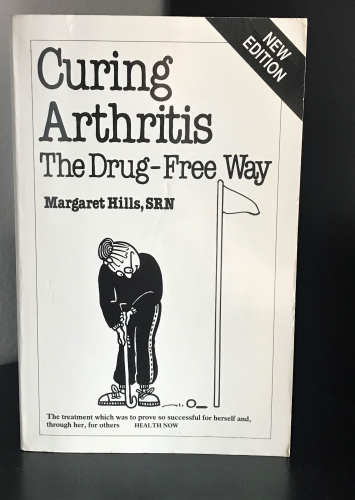 NEW
EDITION
Curing
Arthritis
The Drug-Free Way
Margaret Hills, SRN
The treatment which was to prove so successful for herself and,
through her, for others HEALTH NOW